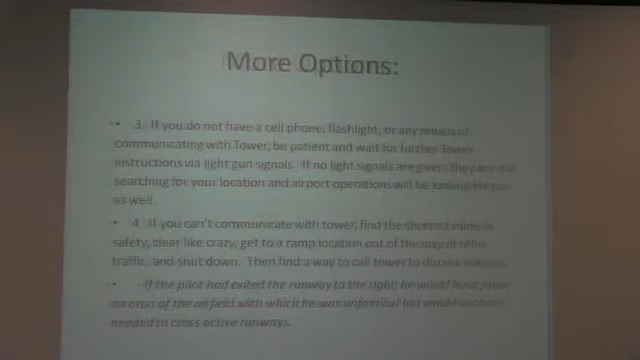 More Options:
• 3. If you do not have a cell phone, flashlight, or any means of
communicating with Tower, be patient and wait for further Tower
instructions via light gun signals. If no light signals are given, they are still
searching for your location and airport operations will be looking for you
as well.
• 4. If you can't communicate with tower, find the shortest route to
safety, clear like crazy, get to a ramp location out of the way of other
traffic, and shut down. Then find a way to call tower to discuss options.
• If the pilot had exited the runway to the right, he would have been
an area of the airfield with which he was unfamiliar but would not have
needed to cross active runways.